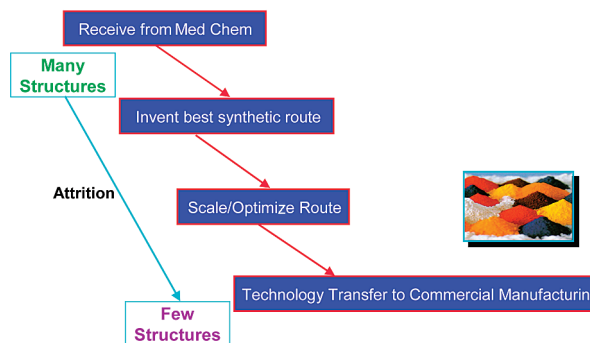 Receive from Med Chem
Many
Structures
Invent best synthetic route
Attrition
Scale/Optimize Route
Technology Transfer to Commercial Manufacturin
Few
Structures